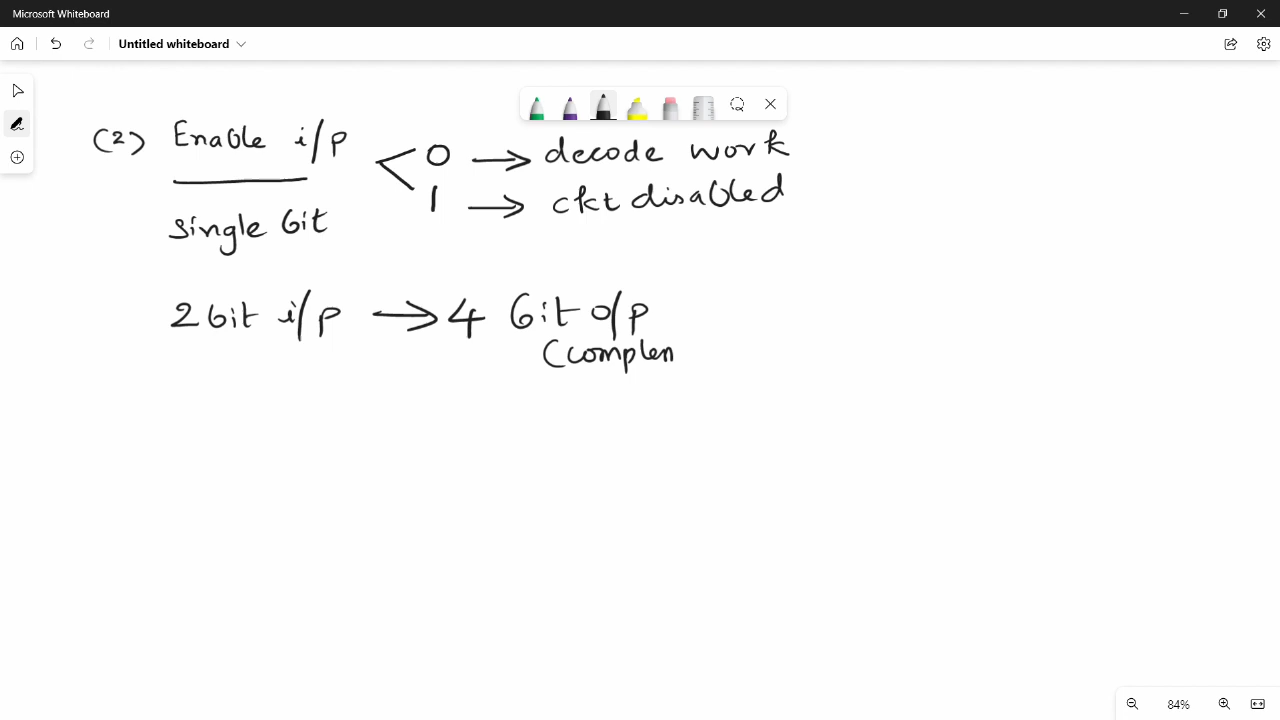 Microsoft Whiteboard
Untitled whiteboard
(2) Enable i/p < 0 → decode work
1 → ckt disabled
single bit
2 bit i/p → 4 bit o/p
(complen
84%